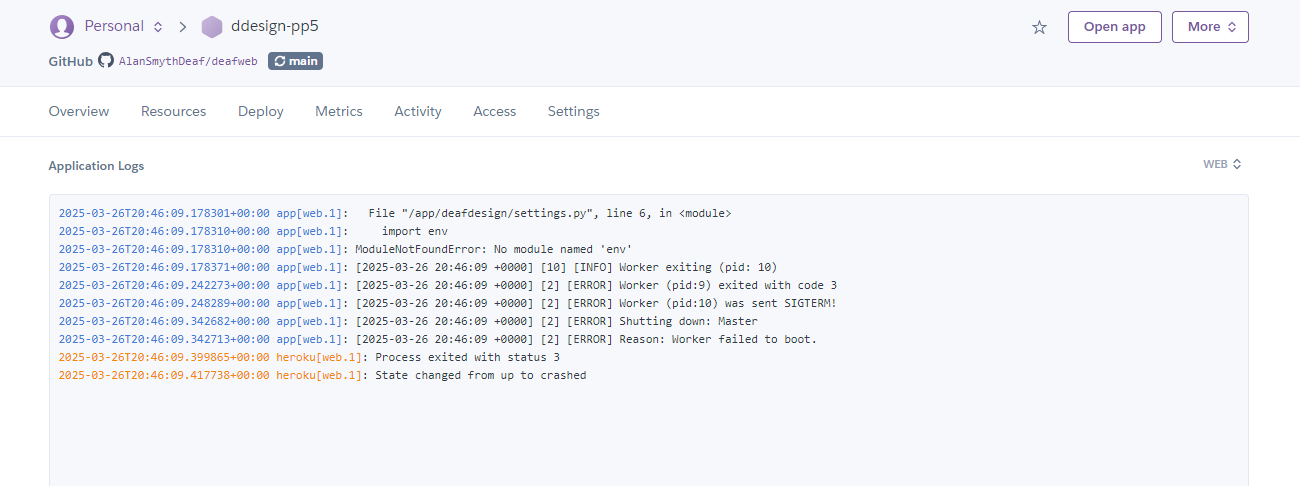 Personal ddesign-pp5 Open app More
GitHub AlanSmythDeaf/deafweb main
Overview Resources Deploy Metrics Activity Access Settings
Application Logs WEB
2025-03-26T20:46:09.178301+00:00 app[web.1]:   File "/app/deafdesign/settings.py", line 6, in <module>
2025-03-26T20:46:09.178310+00:00 app[web.1]:     import env
2025-03-26T20:46:09.178310+00:00 app[web.1]: ModuleNotFoundError: No module named 'env'
2025-03-26T20:46:09.178371+00:00 app[web.1]: [2025-03-26 20:46:09 +0000] [10] [INFO] Worker exiting (pid: 10)
2025-03-26T20:46:09.242273+00:00 app[web.1]: [2025-03-26 20:46:09 +0000] [2] [ERROR] Worker (pid:9) exited with code 3
2025-03-26T20:46:09.248289+00:00 app[web.1]: [2025-03-26 20:46:09 +0000] [2] [ERROR] Worker (pid:10) was sent SIGTERM!
2025-03-26T20:46:09.342682+00:00 app[web.1]: [2025-03-26 20:46:09 +0000] [2] [ERROR] Shutting down: Master
2025-03-26T20:46:09.342713+00:00 app[web.1]: [2025-03-26 20:46:09 +0000] [2] [ERROR] Reason: Worker failed to boot.
2025-03-26T20:46:09.399865+00:00 heroku[web.1]: Process exited with status 3
2025-03-26T20:46:09.417738+00:00 heroku[web.1]: State changed from up to crashed